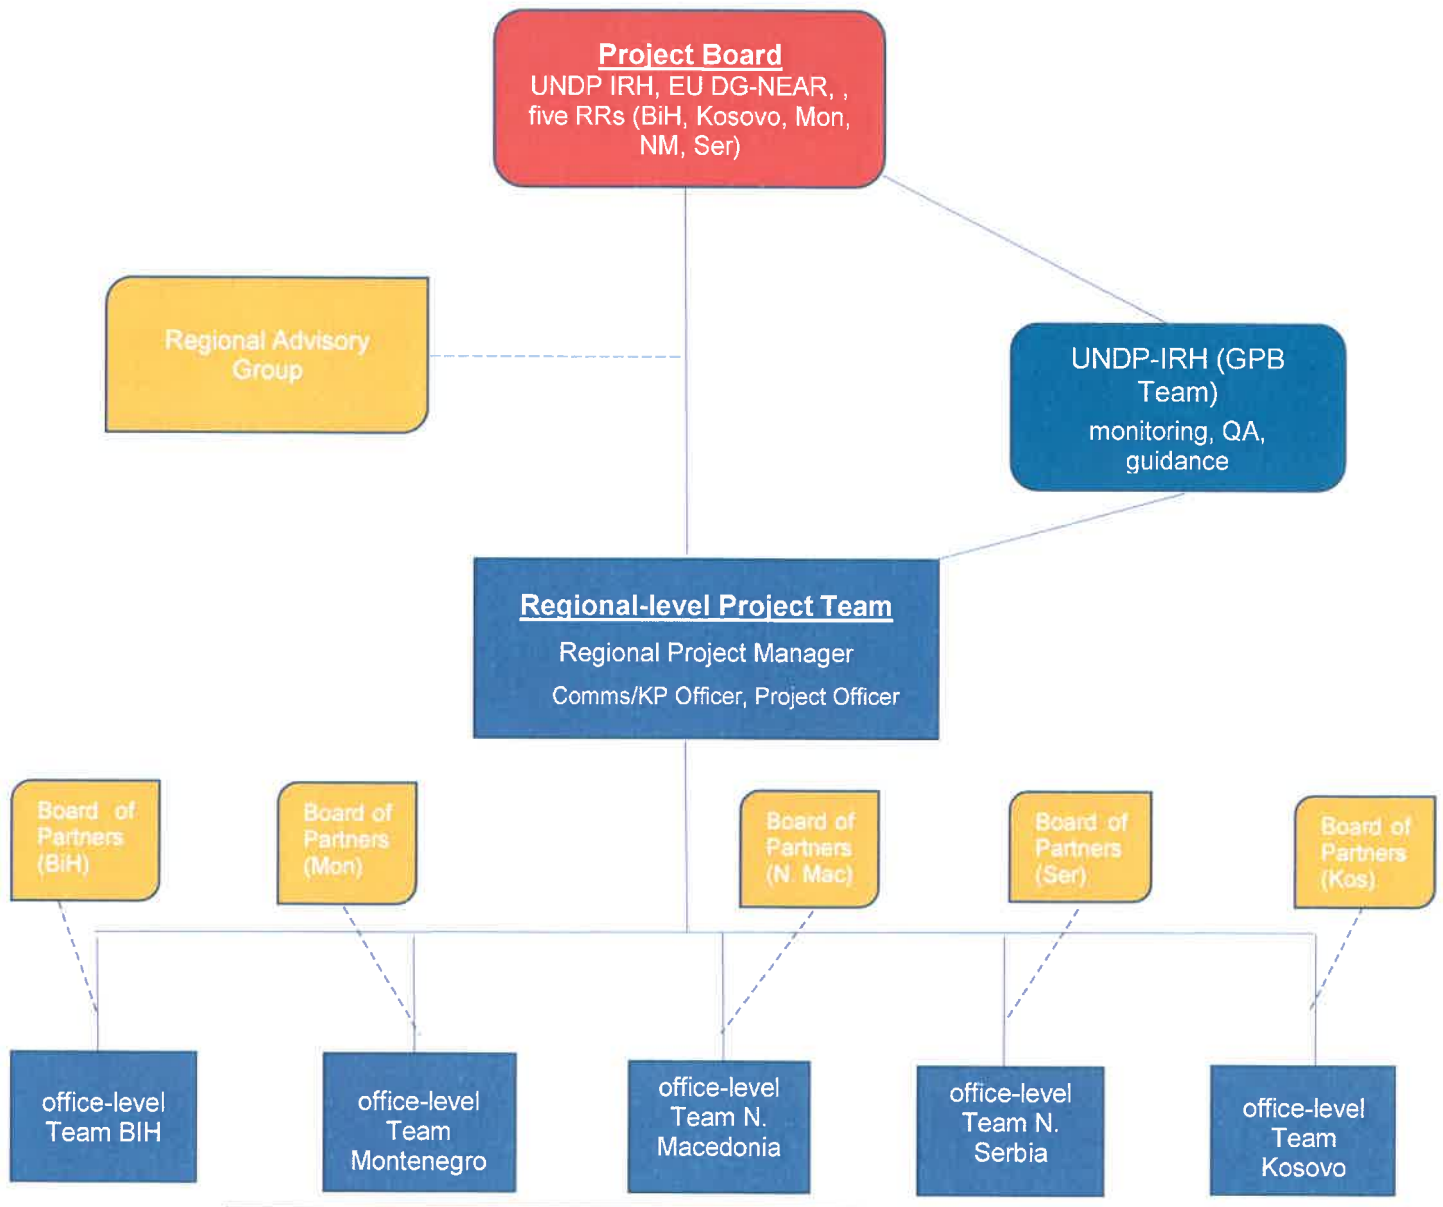 Project Board
UNDP IRH, EU DG-NEAR, ,
five RRs (BiH, Kosovo, Mon,
NM, Ser)
Regional Advisory
Group
UNDP-IRH (GPB
Team)
monitoring, QA,
guidance
Regional-level Project Team
Regional Project Manager
Comms/KP Officer, Project Officer
Board of
Partners
(BiH)
Board of
Partners
(Mon)
Board of
Partners
(N. Mac)
Board of
Partners
(Ser)
Board of
Partners
(Kos)
office-level
Team BIH
office-level
Team
Montenegro
office-level
Team N.
Macedonia
office-level
Team N.
Serbia
office-level
Team
Kosovo